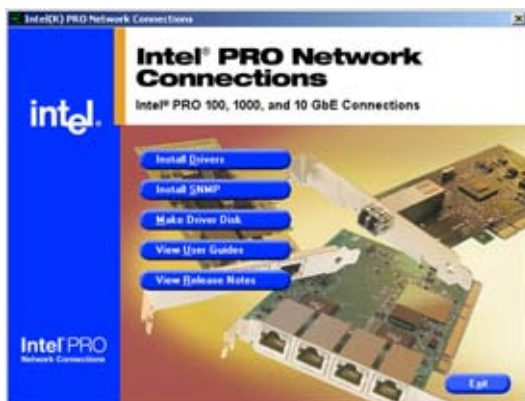 Intel(R) PRO Network Connections
Intel® PRO Network
Connections
Intel® PRO 100, 1000, and 10 GbE Connections
intel.
Install Drivers
Install SNMP
Make Driver Disk
View User Guides
View Release Notes
Intel PRO
Network Connections
Exit